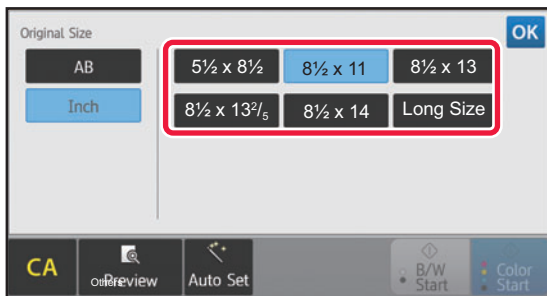 Original Size
OK
AB
5½ x 8½
8½ x 11
8½ x 13
Inch
8½ x 13²/₅
8½ x 14
Long Size
CA
Others
Preview
Auto Set
B/W
Start
Color
Start